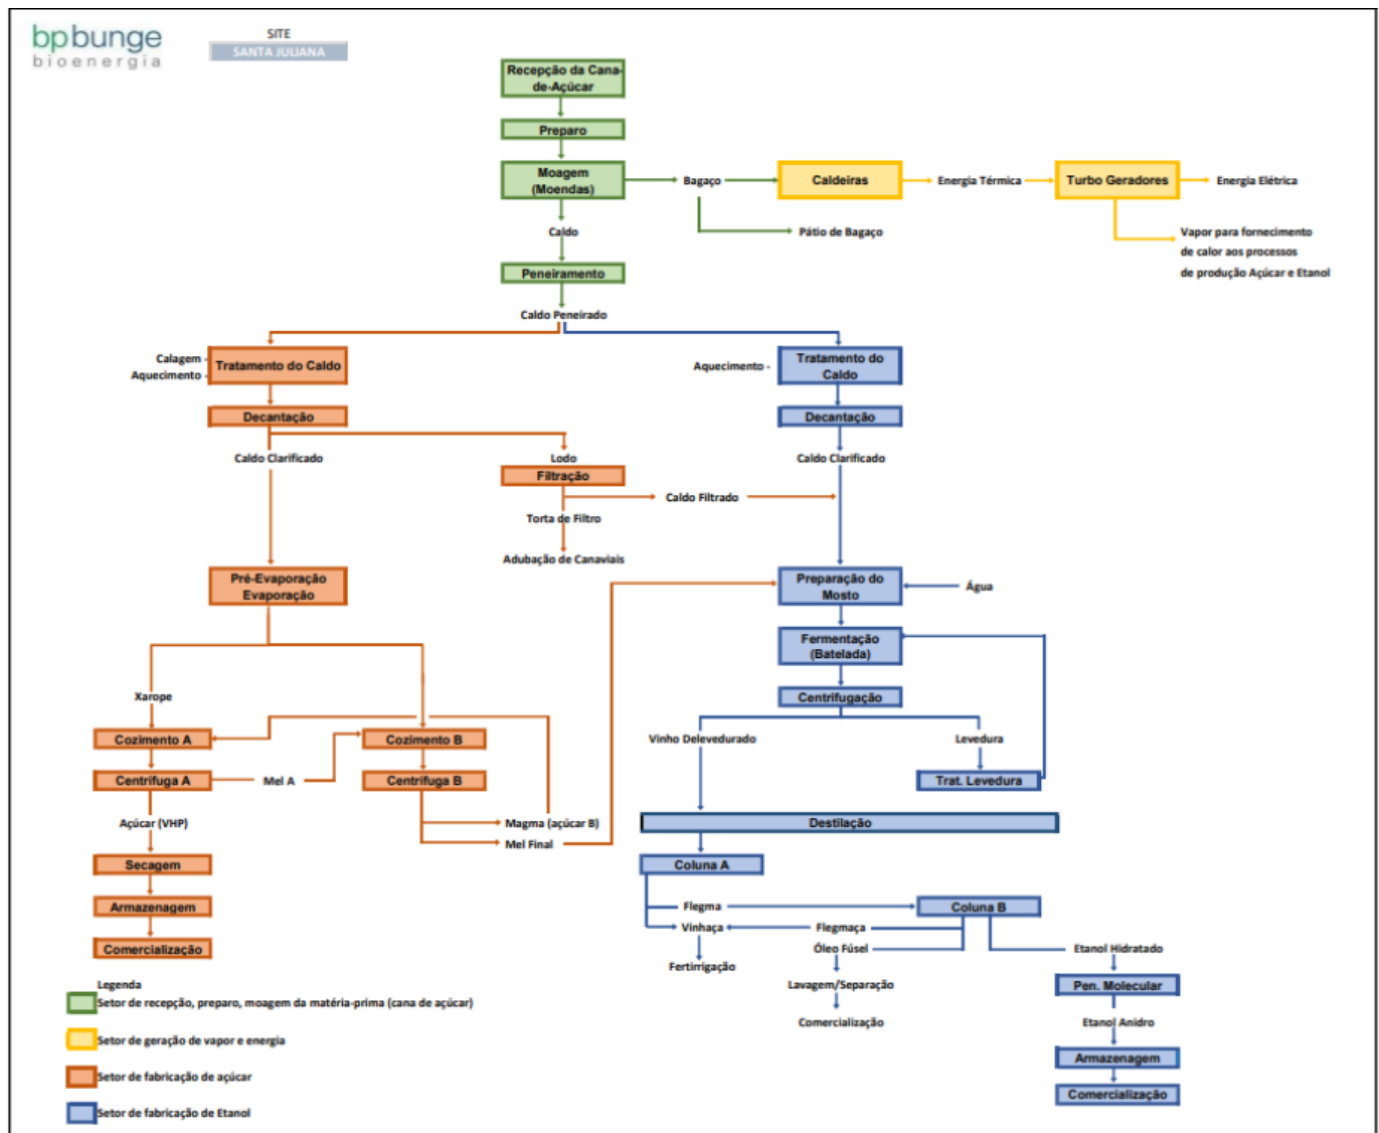 bpbunge
bioenergia
SITE
SANTA JULIANA
Recepção da Cana-
de-Açúcar
Preparo
Moagem
(Moendas)
Bagaço
Caldeiras
Energia Térmica
Turbo Geradores
Energia Elétrica
Pátio de Bagaço
Vapor para fornecimento
de calor aos processos
de produção Açúcar e Etanol
Caldo
Peneiramento
Caldo Peneirado
Calagem -
Aquecimento -
Tratamento do Caldo
Aquecimento -
Tratamento do
Caldo
Decantação
Decantação
Caldo Clarificado
Lodo
Caldo Clarificado
Filtração
Caldo Filtrado
Torta de Filtro
Adubação de Canaviais
Pré-Evaporação
Evaporação
Preparação do
Mosto
Água
Fermentação
(Batelada)
Centrifugação
Xarope
Cozimento A
Cozimento B
Vinho Delevedurado
Levedura
Centrífuga A
Mel A
Centrífuga B
Trat. Levedura
Açúcar (VHP)
Magma (açúcar B)
Mel Final
Destilação
Secagem
Coluna A
Armazenagem
Flegma
Coluna B
Vinhaça
Flegmaça
Comercialização
Óleo Fúsel
Etanol Hidratado
Fertirrigação
Lavagem/Separação
Pen. Molecular
Comercialização
Etanol Anidro
Armazenagem
Comercialização
Legenda
Setor de recepção, preparo, moagem da matéria-prima (cana de açúcar)
Setor de geração de vapor e energia
Setor de fabricação de açúcar
Setor de fabricação de Etanol